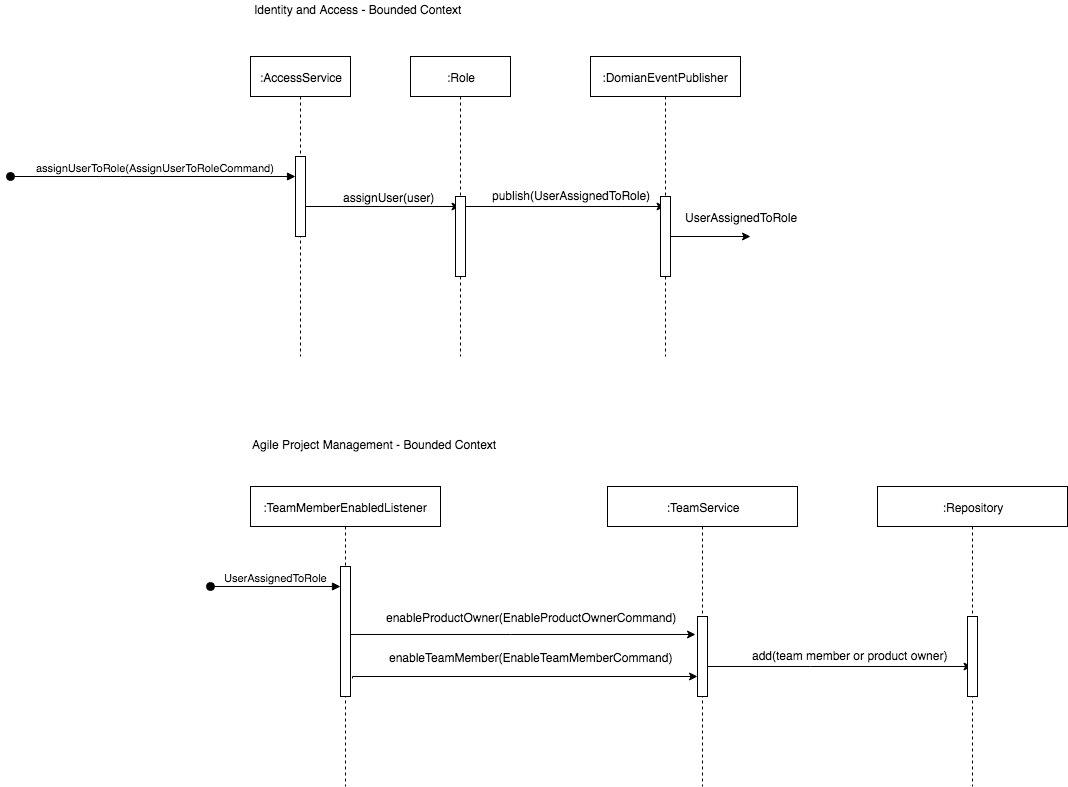 Identity and Access - Bounded Context
:AccessService
:Role
:DomianEventPublisher
assignUserToRole(AssignUserToRoleCommand)
assignUser(user)
publish(UserAssignedToRole)
UserAssignedToRole
Agile Project Management - Bounded Context
:TeamMemberEnabledListener
:TeamService
:Repository
UserAssignedToRole
enableProductOwner(EnableProductOwnerCommand)
enableTeamMember(EnableTeamMemberCommand)
add(team member or product owner)